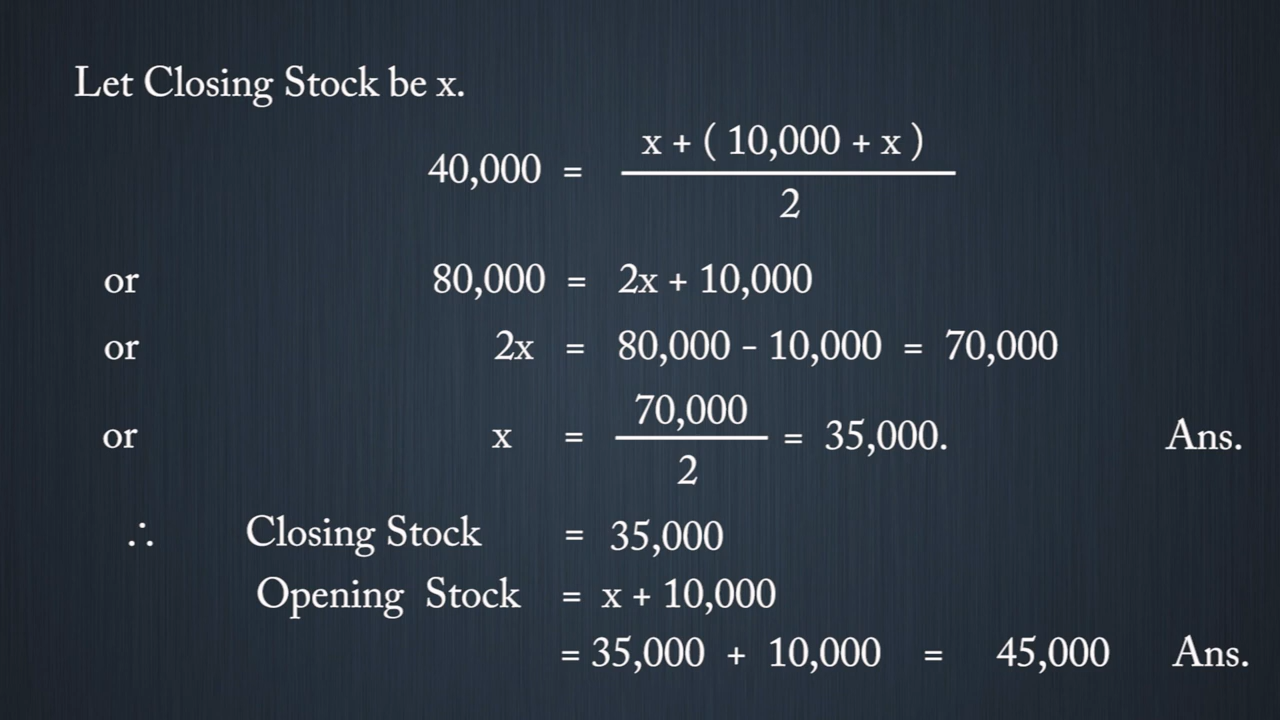 Let Closing Stock be x.
x + ( 10,000 + x )
40,000 =
2
or 80,000 = 2x + 10,000
or 2x = 80,000 – 10,000 = 70,000
70,000
or x = = 35,000. Ans.
2
∴ Closing Stock = 35,000
Opening Stock = x + 10,000
= 35,000 + 10,000 = 45,000 Ans.